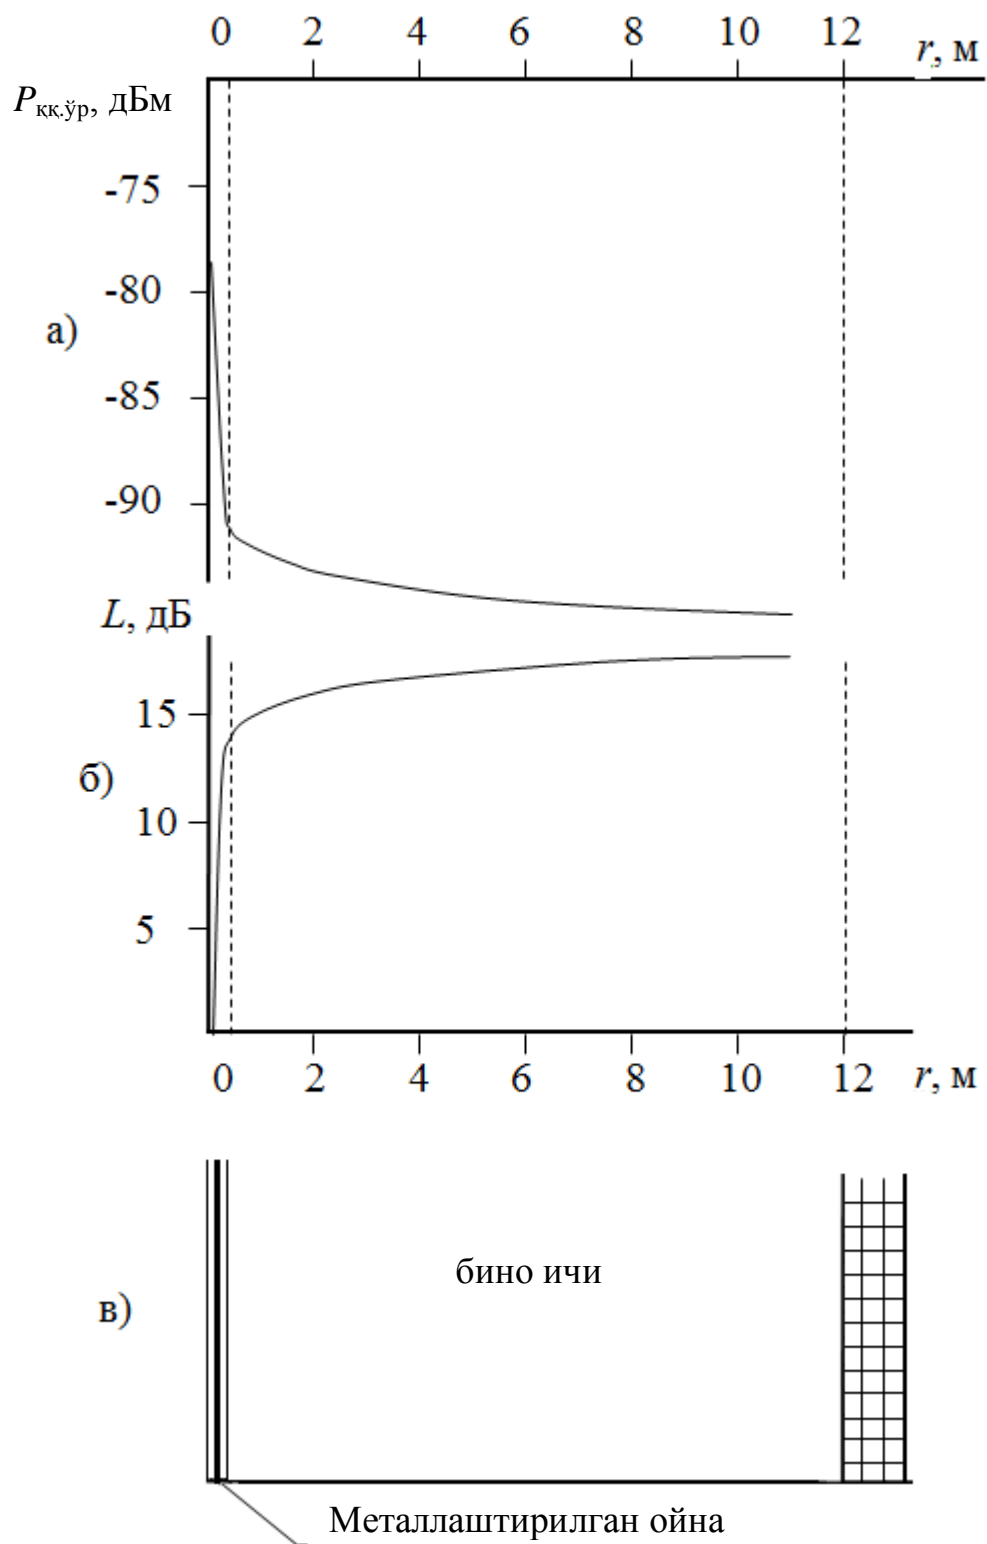 0 2 4 6 8 10 12 r, м
Pққ.ўр, дБм
-75
-80
а)
-85
-90
L, дБ
15
б)
10
5
0 2 4 6 8 10 12 r, м
бино ичи
в)
Металлаштирилган ойна